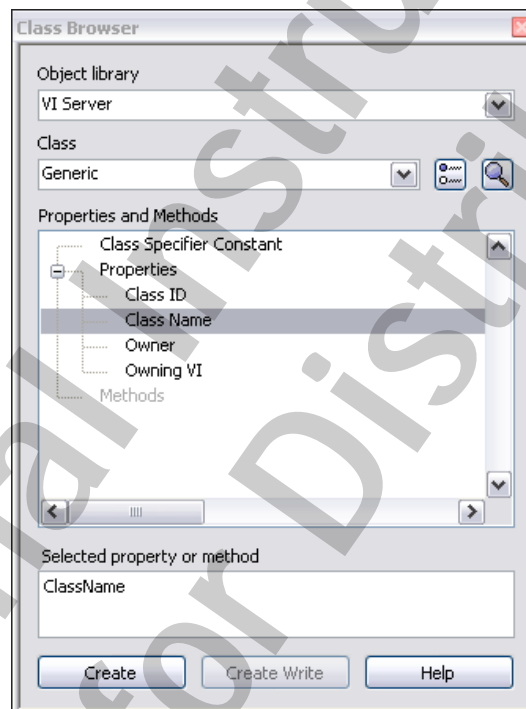 Class Browser
Object library
VI Server
Class
Generic
Properties and Methods
Class Specifier Constant
Properties
Class ID
Class Name
Owner
Owning VI
Methods
Selected property or method
ClassName
Create Create Write Help